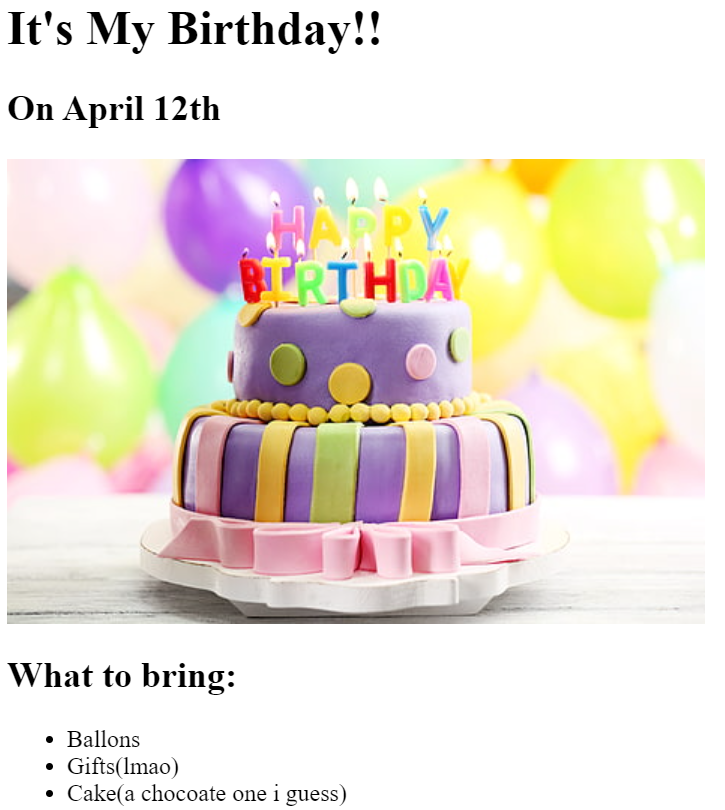 It's My Birthday!!
On April 12th
HAPPY
BIRTHDAY
What to bring:
Ballons
Gifts(lmao)
Cake(a chocoate one i guess)